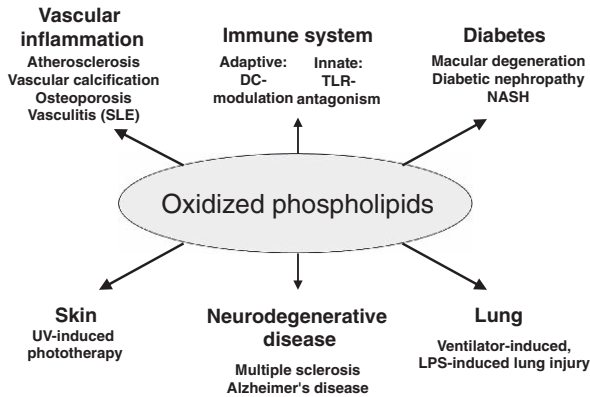 Vascular
inflammation
Atherosclerosis
Vascular calcification
Osteoporosis
Vasculitis (SLE)
Immune system
Adaptive:
DC-
modulation
Innate:
TLR-
antagonism
Diabetes
Macular degeneration
Diabetic nephropathy
NASH
Oxidized phospholipids
Skin
UV-induced
phototherapy
Neurodegenerative
disease
Multiple sclerosis
Alzheimer's disease
Lung
Ventilator-induced,
LPS-induced lung injury